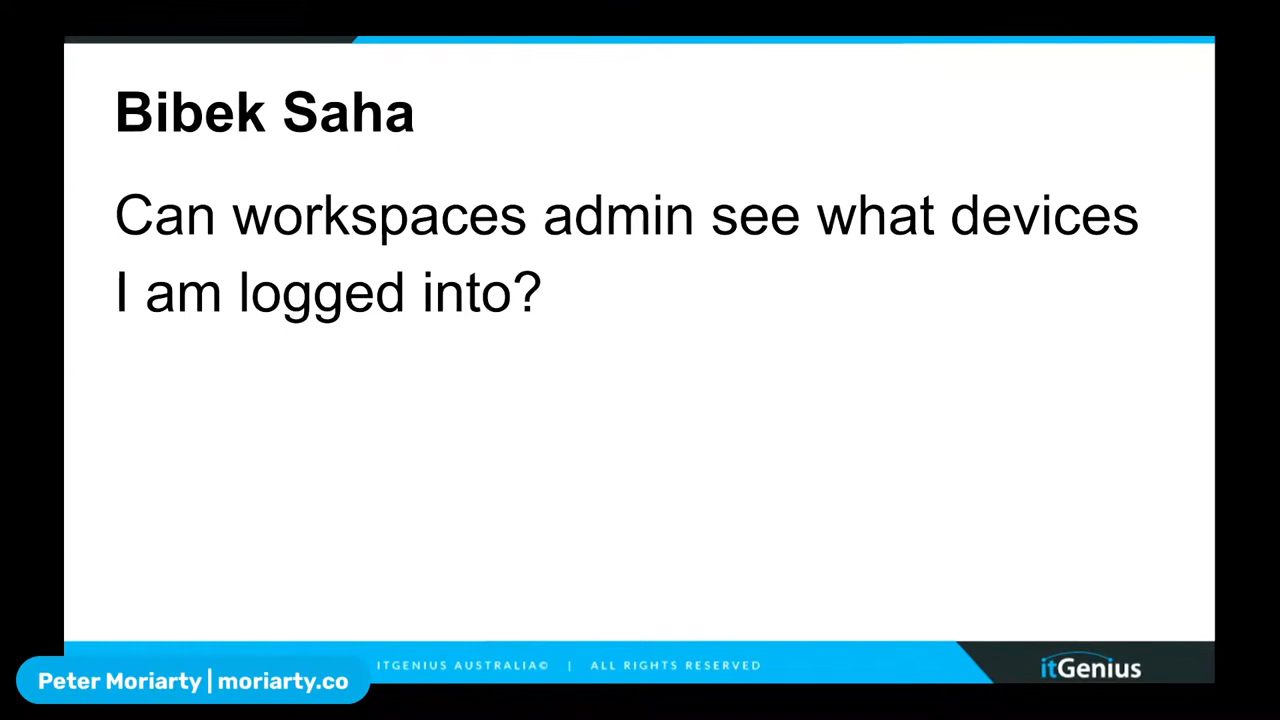 Bibek Saha
Can workspaces admin see what devices
I am logged into?
ITGENIUS AUSTRALIA© | ALL RIGHTS RESERVED
itGenius
Peter Moriarty | moriarty.co